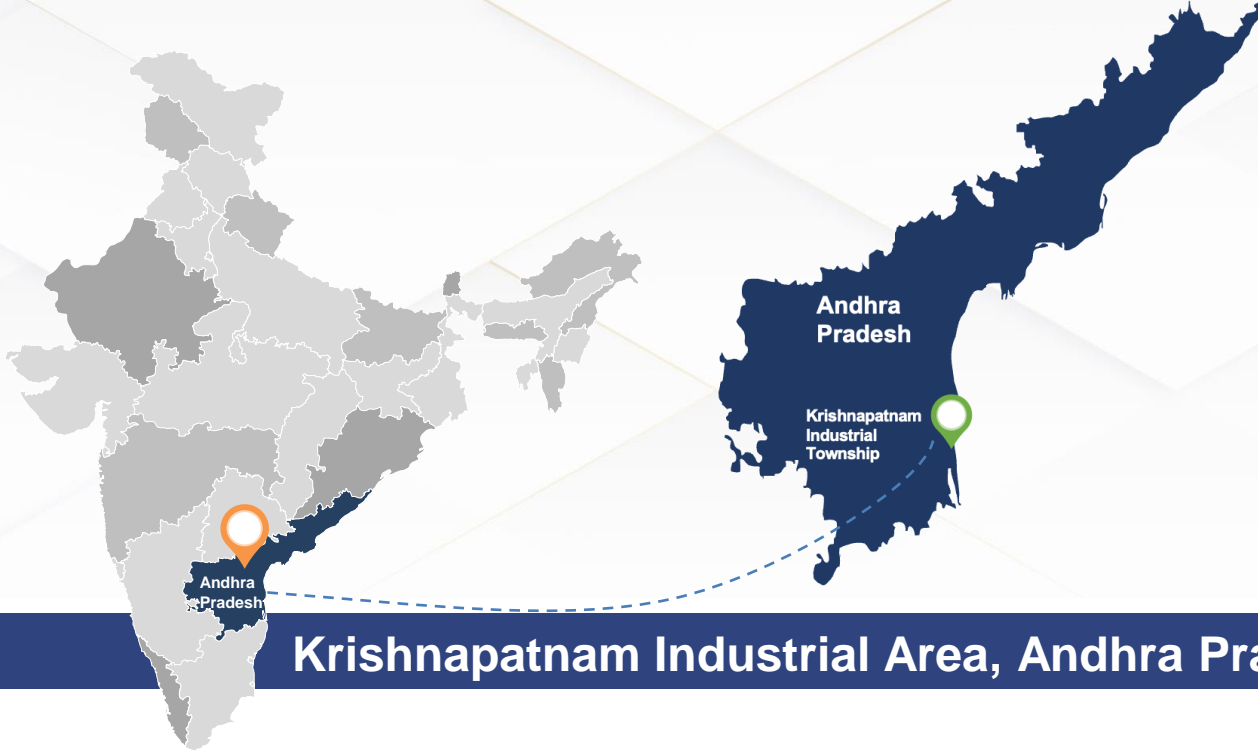 Andhra
Pradesh
Krishnapatnam
Industrial
Township
Andhra
Pradesh
Krishnapatnam Industrial Area, Andhra Pra